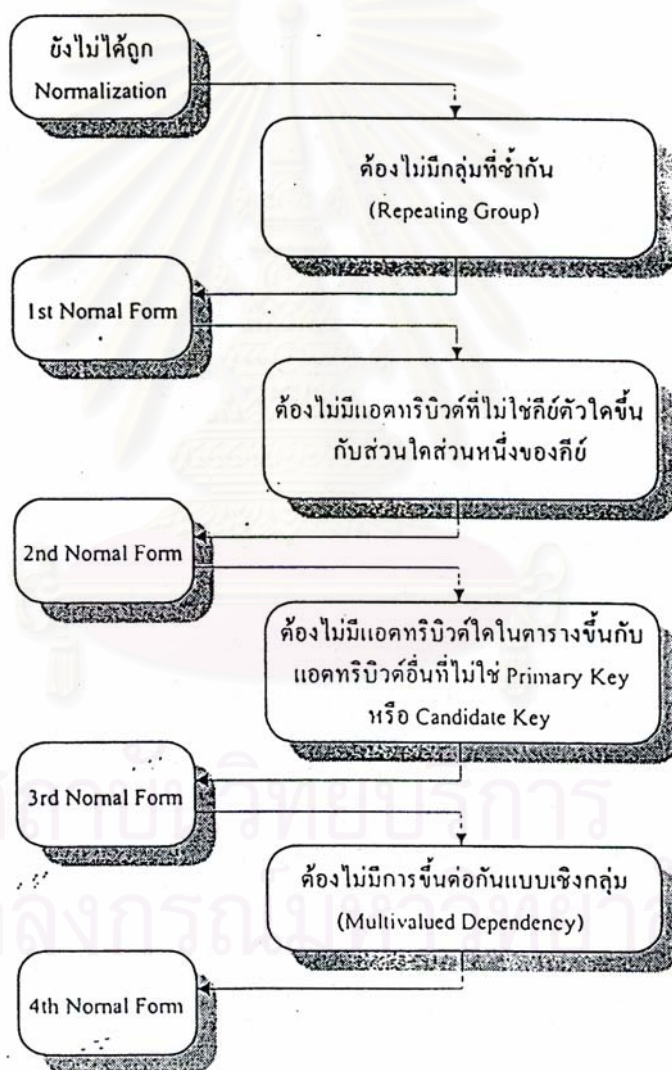 ยังไม่ได้ถูก
Normalization
ต้องไม่มีกลุ่มที่ซ้ำกัน
(Repeating Group)
1st Normal Form
ต้องไม่มีแอตทริบิวต์ที่ไม่ใช่คีย์ตัวใดขึ้น
กับส่วนใดส่วนหนึ่งของคีย์
2nd Normal Form
ต้องไม่มีแอตทริบิวต์ใดในตารางขึ้นกับ
แอตทริบิวต์อื่นที่ไม่ใช่ Primary Key
หรือ Candidate Key
3rd Normal Form
ต้องไม่มีการขึ้นต่อกันแบบเชิงกลุ่ม
(Multivalued Dependency)
4th Normal Form